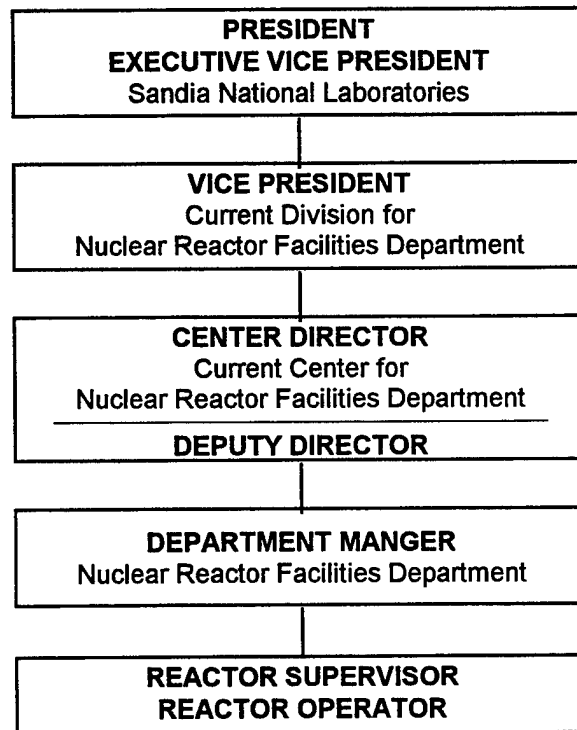 PRESIDENT
EXECUTIVE VICE PRESIDENT
Sandia National Laboratories
VICE PRESIDENT
Current Division for
Nuclear Reactor Facilities Department
CENTER DIRECTOR
Current Center for
Nuclear Reactor Facilities Department
DEPUTY DIRECTOR
DEPARTMENT MANGER
Nuclear Reactor Facilities Department
REACTOR SUPERVISOR
REACTOR OPERATOR